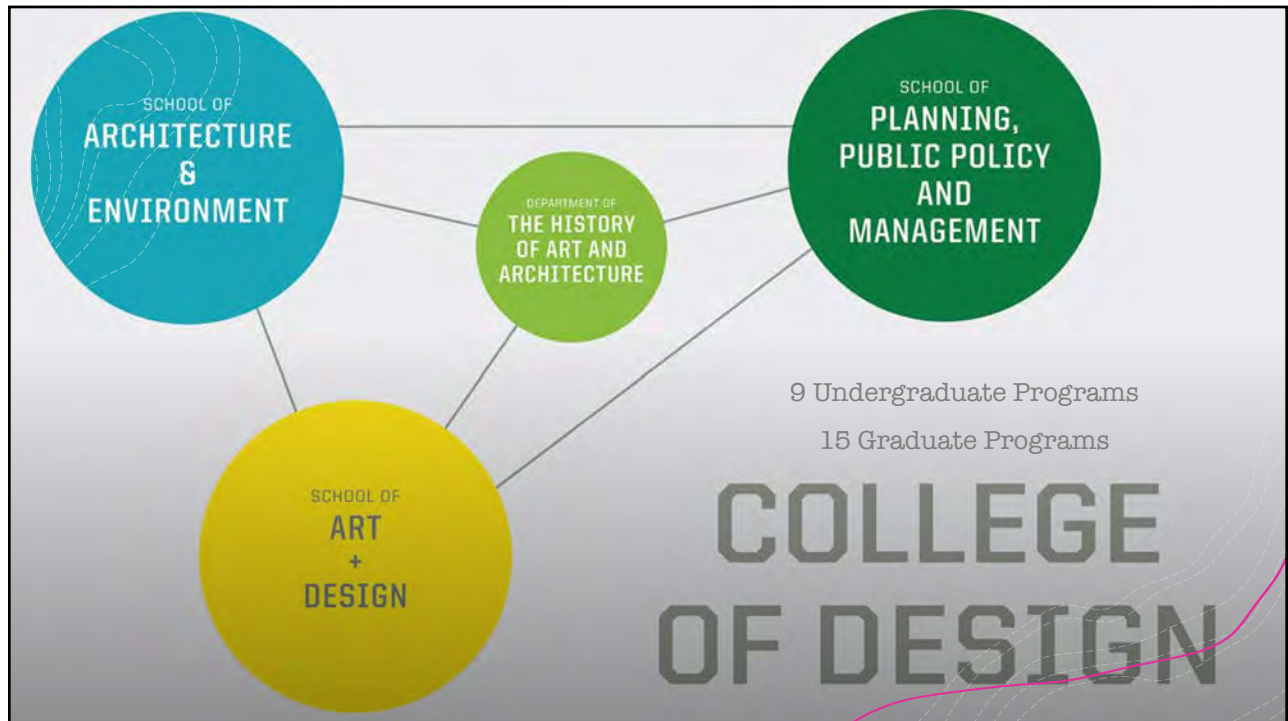 SCHOOL OF
ARCHITECTURE
&
ENVIRONMENT
SCHOOL OF
PLANNING,
PUBLIC POLICY
AND
MANAGEMENT
DEPARTMENT OF
THE HISTORY
OF ART AND
ARCHITECTURE
SCHOOL OF
ART
+
DESIGN
9 Undergraduate Programs
15 Graduate Programs
COLLEGE
OF DESIGN